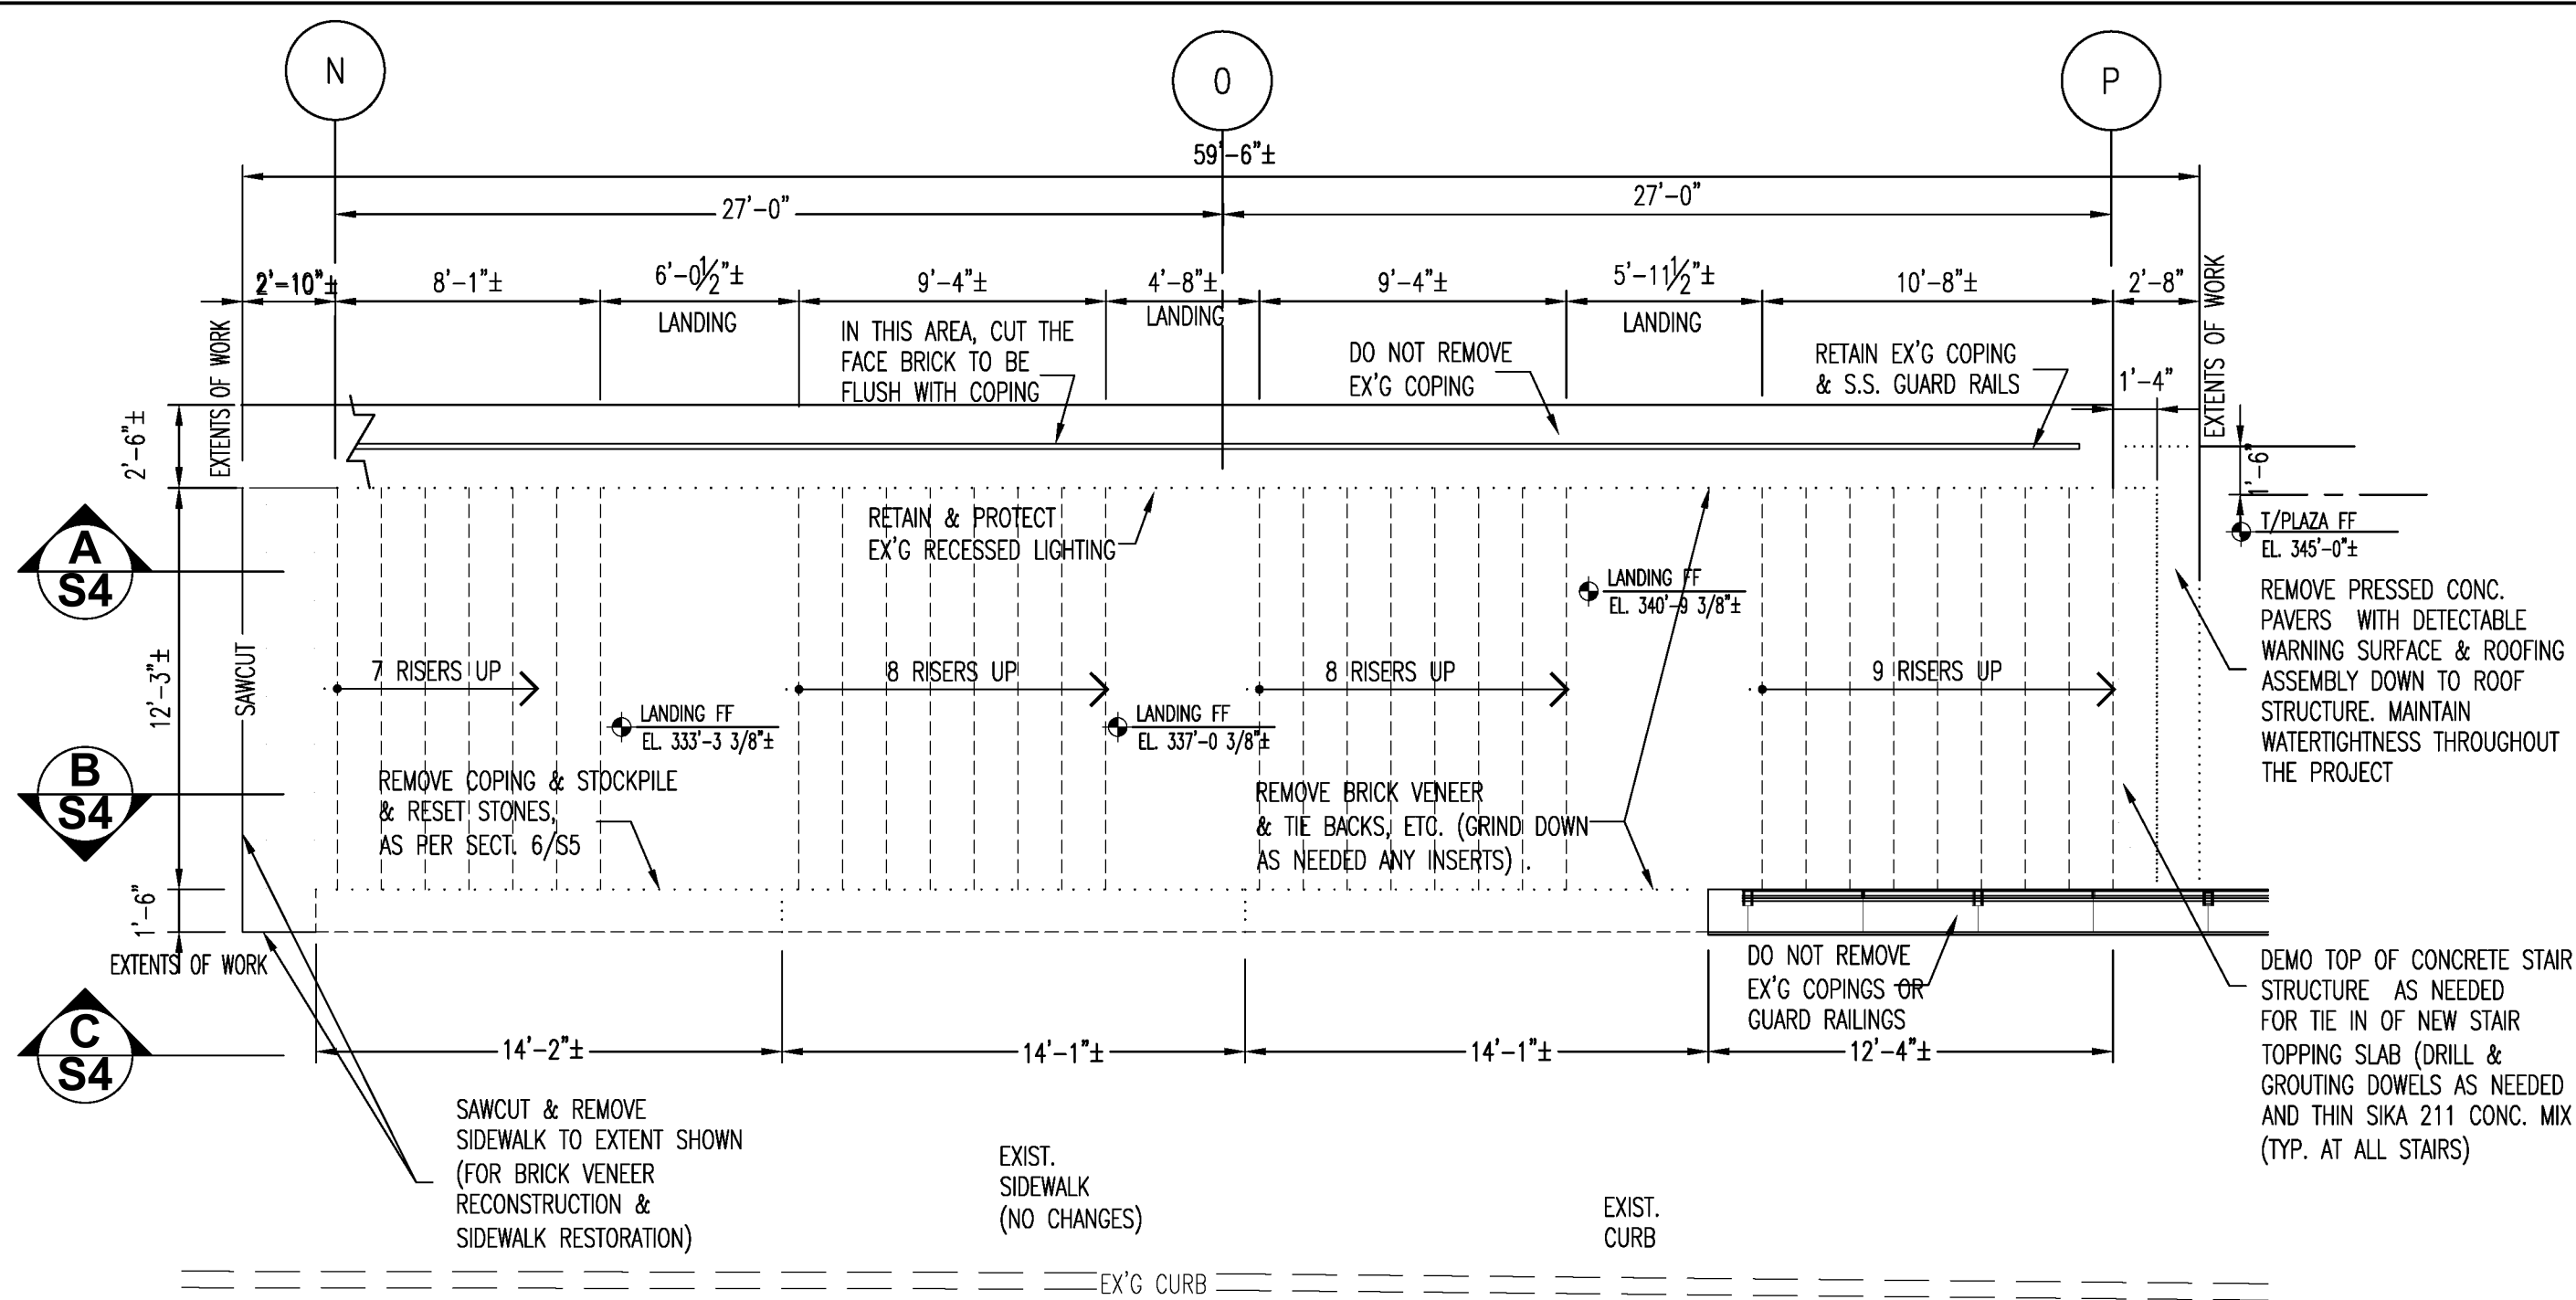 N
O
P
59'-6"±
27'-0"
27'-0"
2'-10"±
8'-1"±
6'-0½"±
9'-4"±
4'-8"±
9'-4"±
5'-11½"±
10'-8"±
2'-8"
LANDING
LANDING
LANDING
EXTENTS OF WORK
EXTENTS OF WORK
IN THIS AREA, CUT THE
FACE BRICK TO BE
FLUSH WITH COPING
DO NOT REMOVE
EX'G COPING
RETAIN EX'G COPING
& S.S. GUARD RAILS
1'-4"
2'-6"±
1'-6"
T/PLAZA FF
EL. 345'-0"±
RETAIN & PROTECT
EX'G RECESSED LIGHTING
A
S4
LANDING FF
EL. 340'-9 3/8"±
REMOVE PRESSED CONC.
PAVERS WITH DETECTABLE
WARNING SURFACE & ROOFING
ASSEMBLY DOWN TO ROOF
STRUCTURE. MAINTAIN
WATERTIGHTNESS THROUGHOUT
THE PROJECT
12'-3"±
SAWCUT
7 RISERS UP
8 RISERS UP
8 RISERS UP
9 RISERS UP
LANDING FF
EL. 333'-3 3/8"±
LANDING FF
EL. 337'-0 3/8"±
B
S4
REMOVE COPING & STOCKPILE
& RESET STONES,
AS PER SECT. 6/S5
REMOVE BRICK VENEER
& TIE BACKS, ETC. (GRIND DOWN
AS NEEDED ANY INSERTS) .
1'-6"
EXTENTS OF WORK
DO NOT REMOVE
EX'G COPINGS OR
GUARD RAILINGS
DEMO TOP OF CONCRETE STAIR
STRUCTURE AS NEEDED
FOR TIE IN OF NEW STAIR
TOPPING SLAB (DRILL &
GROUTING DOWELS AS NEEDED
AND THIN SIKA 211 CONC. MIX
(TYP. AT ALL STAIRS)
C
S4
14'-2"±
14'-1"±
14'-1"±
12'-4"±
SAWCUT & REMOVE
SIDEWALK TO EXTENT SHOWN
(FOR BRICK VENEER
RECONSTRUCTION &
SIDEWALK RESTORATION)
EXIST.
SIDEWALK
(NO CHANGES)
EXIST.
CURB
EX'G CURB